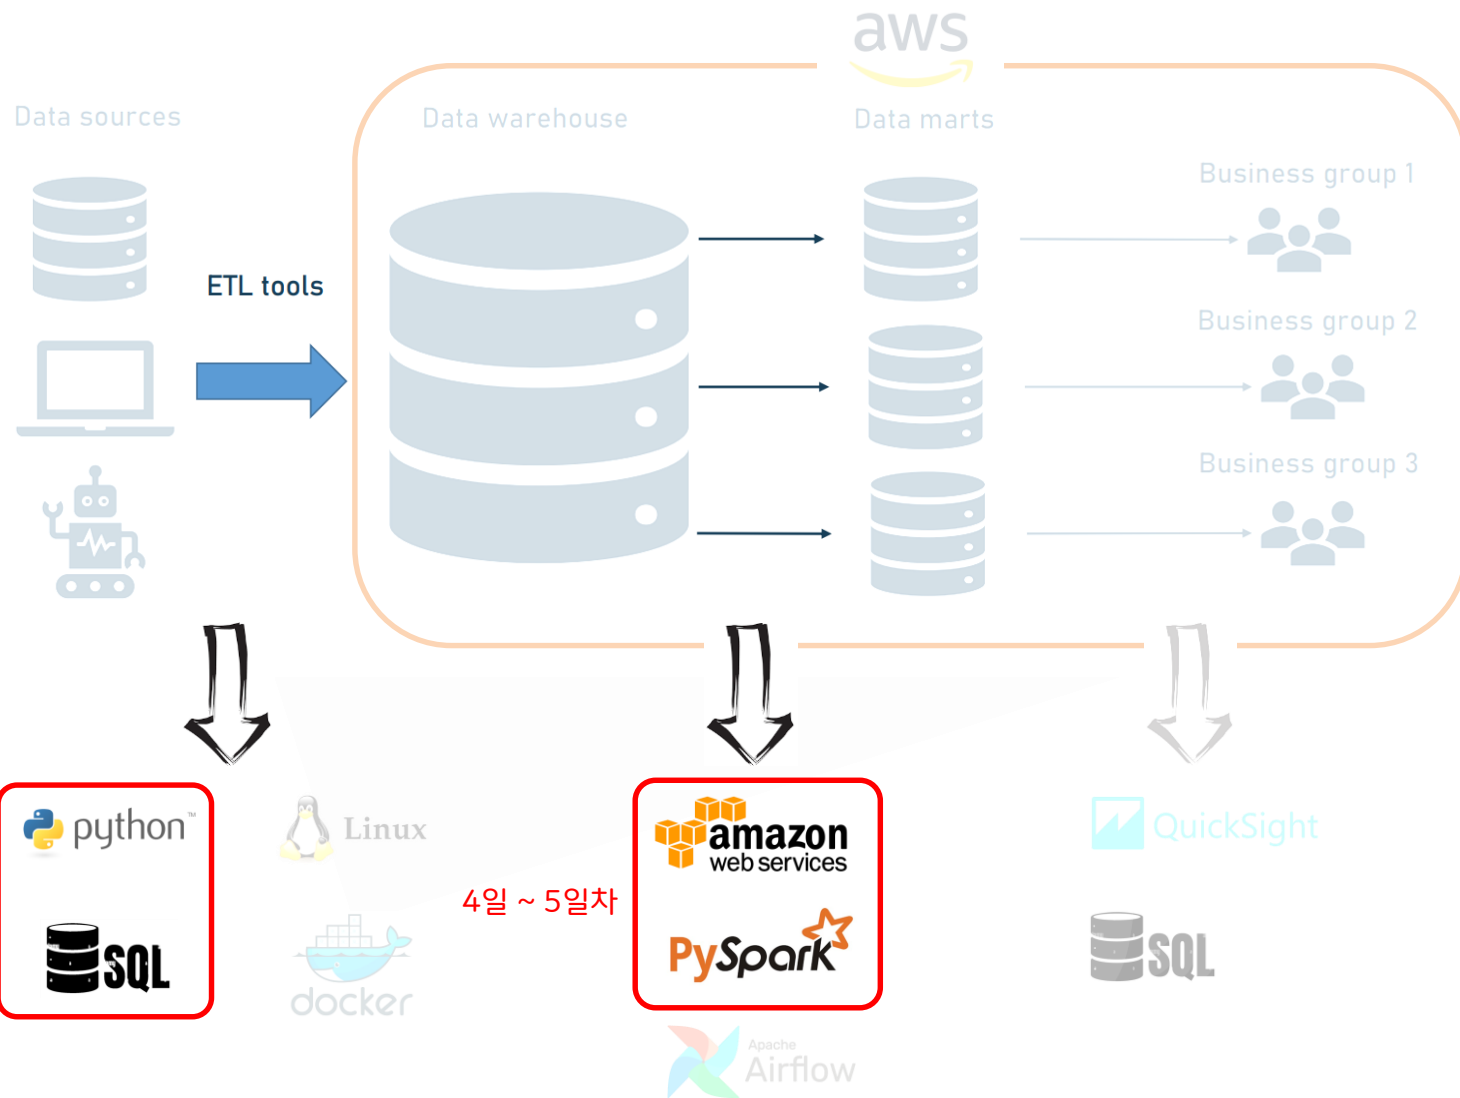 aws
Data sources
Data warehouse
Data marts
Business group 1
ETL tools
Business group 2
Business group 3
python™
Linux
amazon
web services
QuickSight
4일 ~ 5일차
SQL
docker
PySpark
SQL
Apache
Airflow